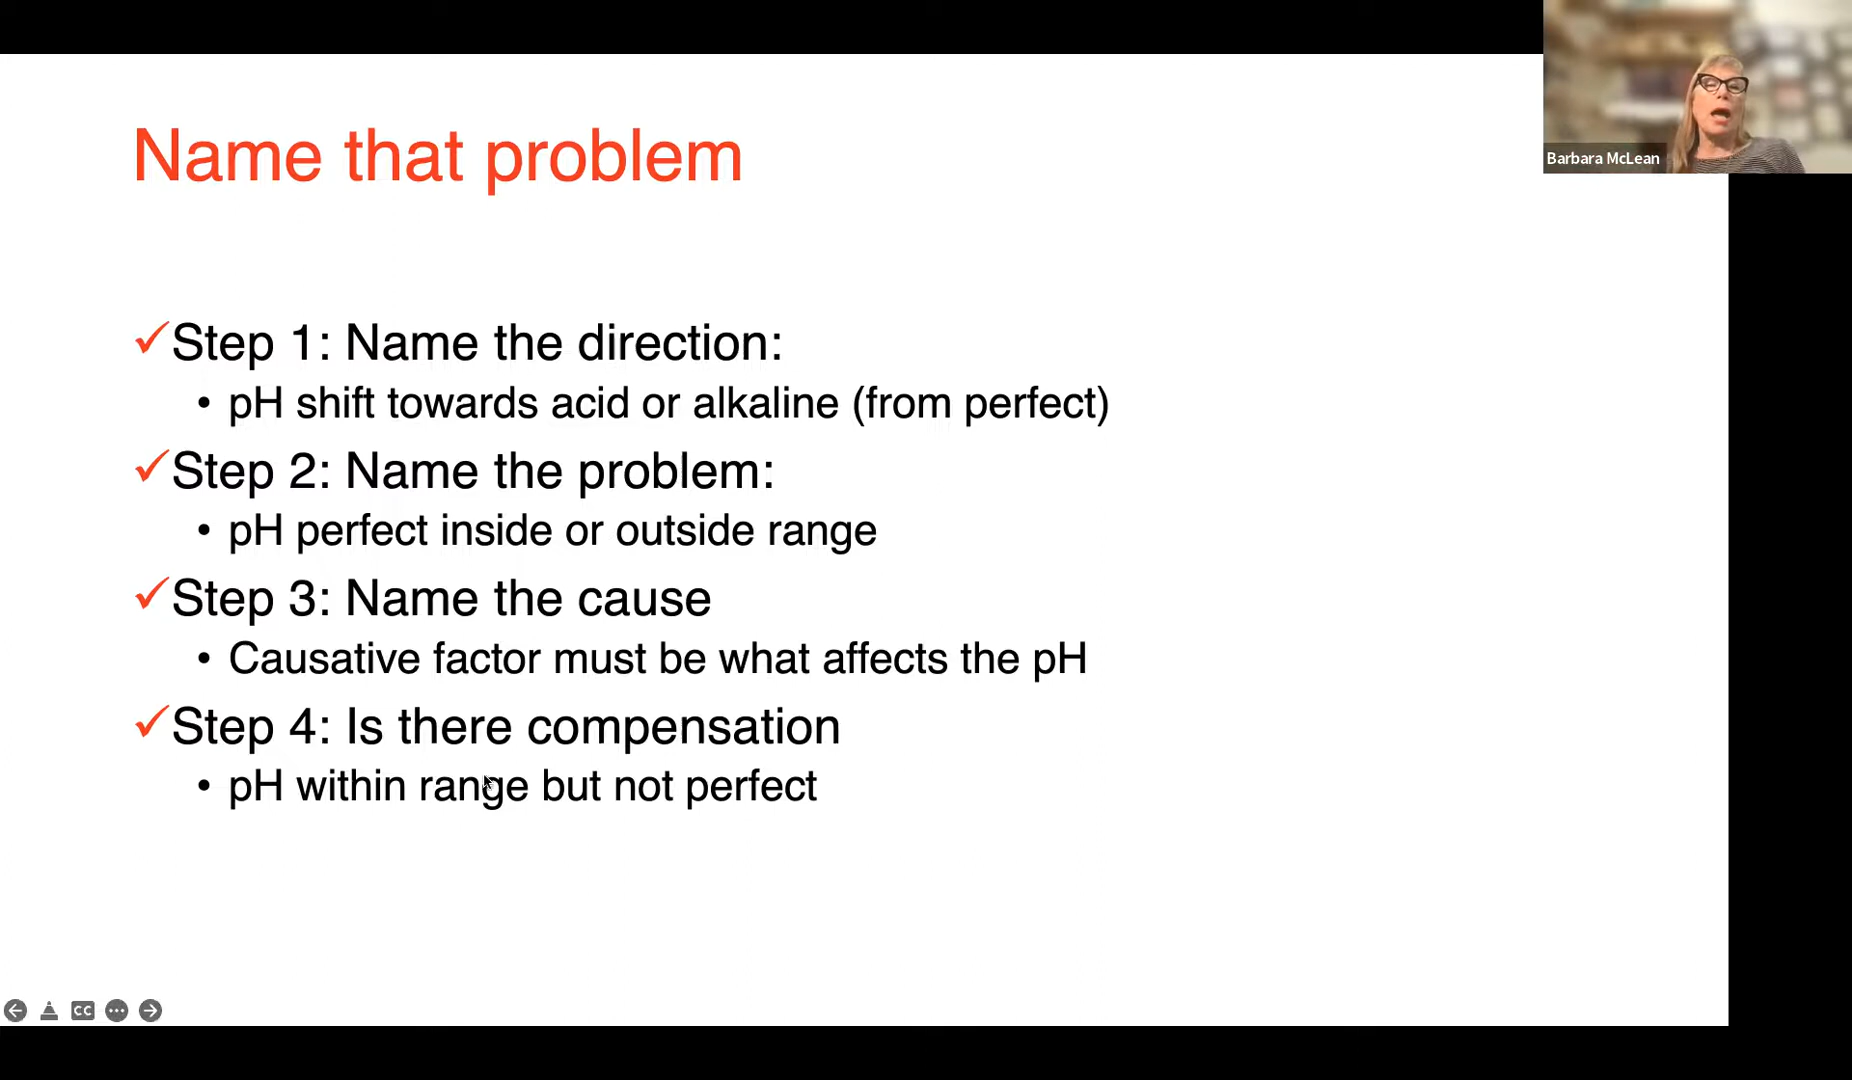 Name that problem
Barbara McLean
✓Step 1: Name the direction:
• pH shift towards acid or alkaline (from perfect)
✓Step 2: Name the problem:
• pH perfect inside or outside range
✓Step 3: Name the cause
• Causative factor must be what affects the pH
✓Step 4: Is there compensation
• pH within range but not perfect
CC